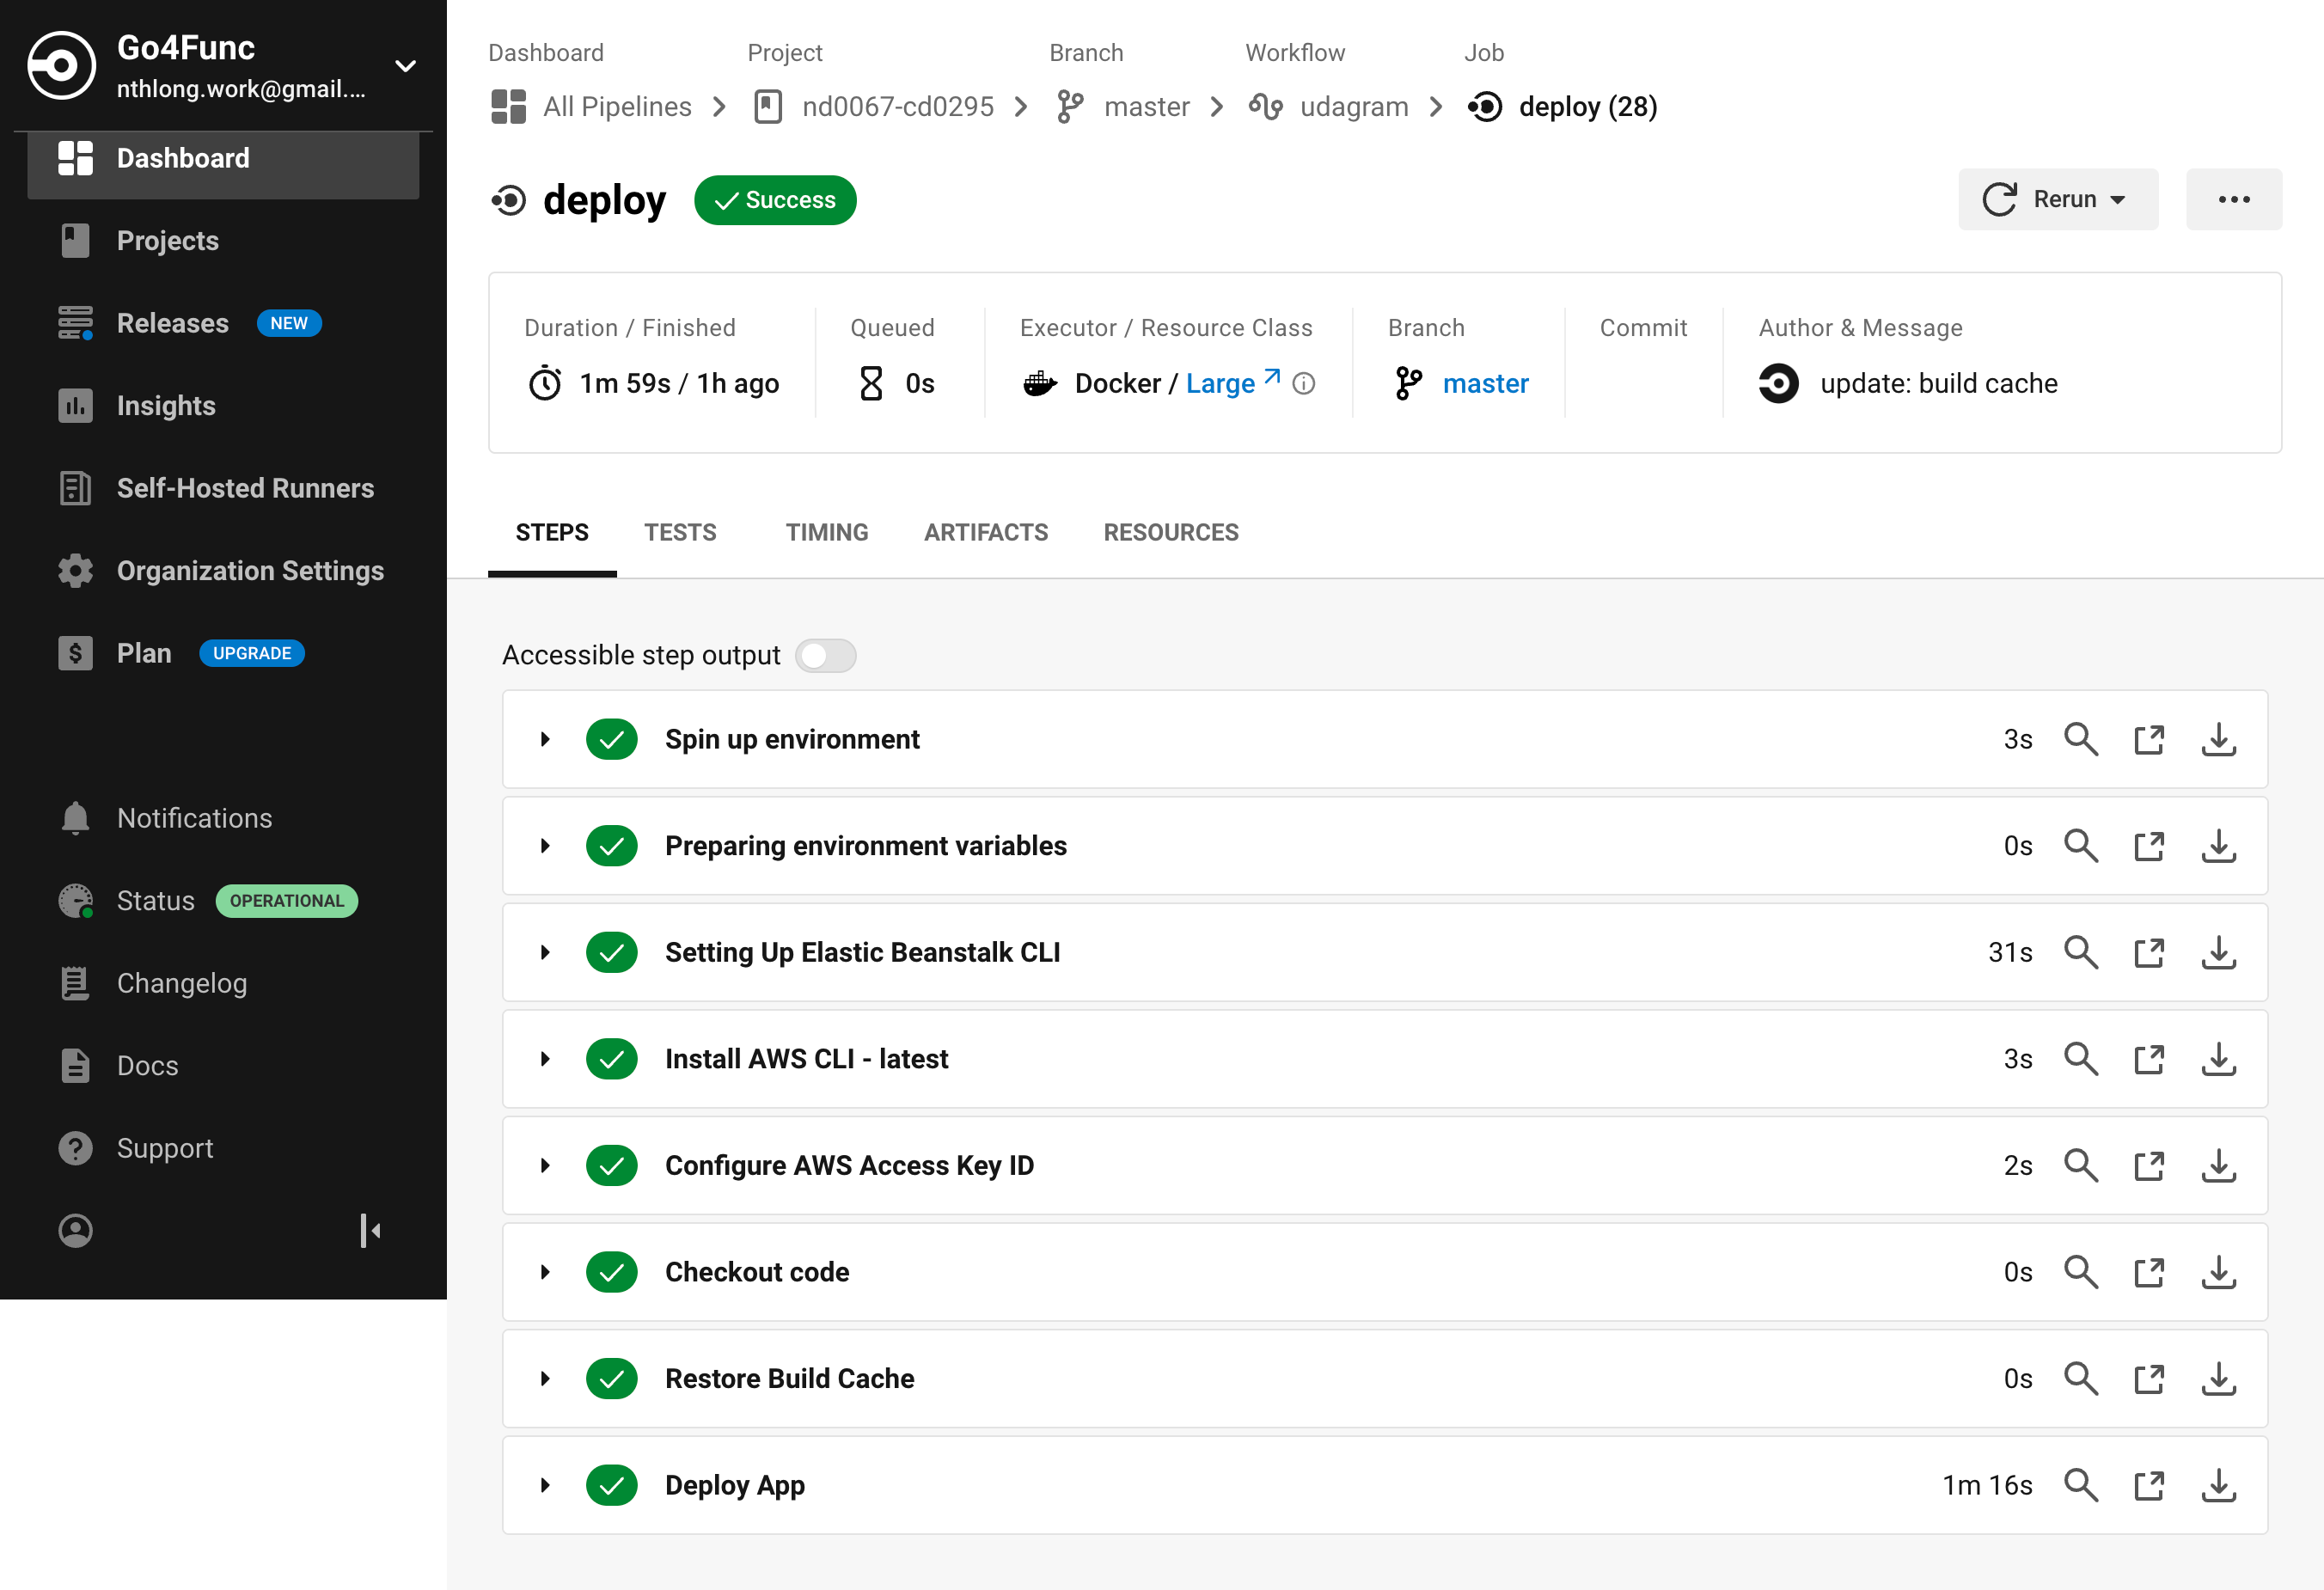 Go4Func
nthlong.work@gmail....
Dashboard
Projects
Releases NEW
Insights
Self-Hosted Runners
Organization Settings
Plan UPGRADE
Notifications
Status OPERATIONAL
Changelog
Docs
Support
Dashboard Project Branch Workflow Job
All Pipelines nd0067-cd0295 master udagram deploy (28)
deploy Success Rerun
Duration / Finished Queued Executor / Resource Class Branch Commit Author & Message
1m 59s / 1h ago 0s Docker / Large master update: build cache
STEPS TESTS TIMING ARTIFACTS RESOURCES
Accessible step output
Spin up environment 3s
Preparing environment variables 0s
Setting Up Elastic Beanstalk CLI 31s
Install AWS CLI - latest 3s
Configure AWS Access Key ID 2s
Checkout code 0s
Restore Build Cache 0s
Deploy App 1m 16s